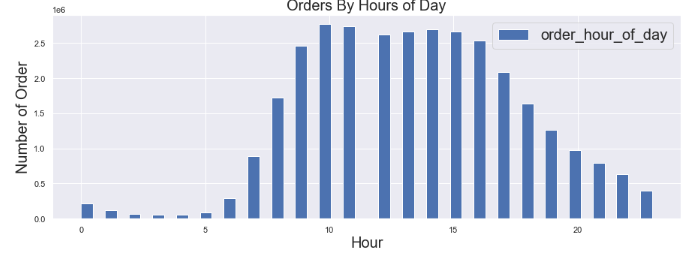 Orders By Hours of Day
1e6
order_hour_of_day
Number of Order
2.5
2.0
1.5
1.0
0.5
0.0
0 5 10 15 20
Hour